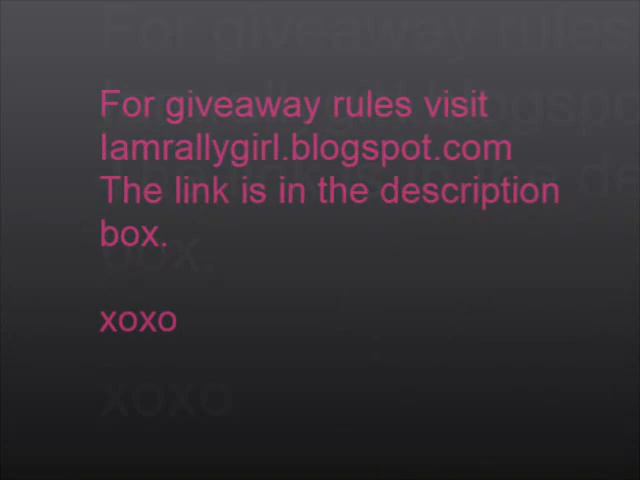 For giveaway rules visit
Iamrallygirl.blogspot.com
The link is in the description
box.
xoxo